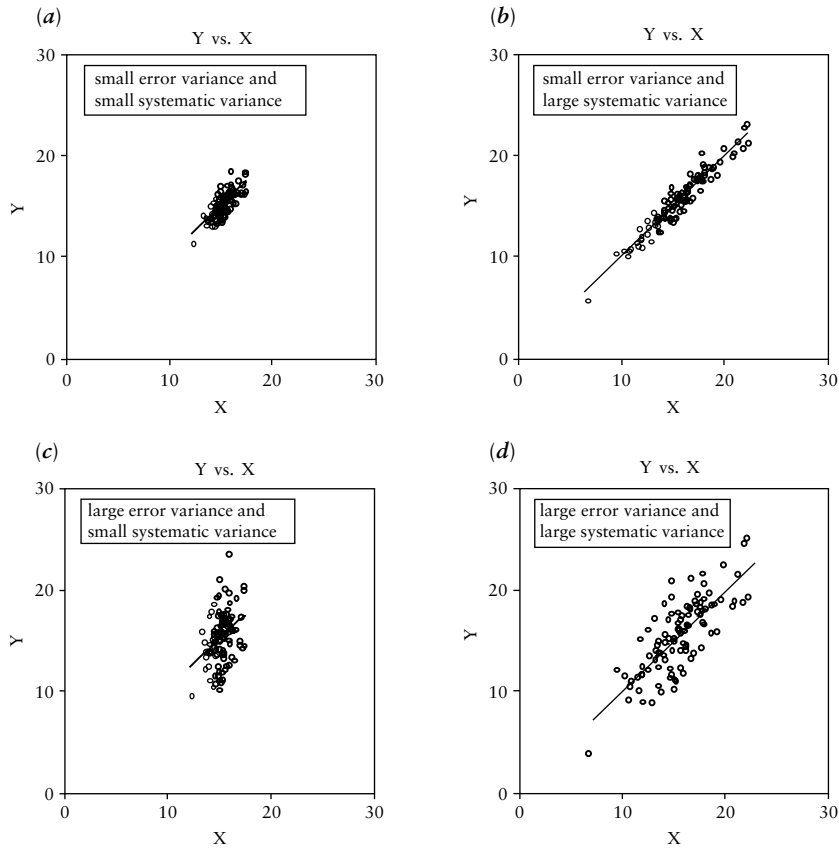 (a)
Y vs. X
30
small error variance and
small systematic variance
20
Y
10
0
0 10 20 30
X
(b)
Y vs. X
30
small error variance and
large systematic variance
20
Y
10
0
0 10 20 30
X
(c)
Y vs. X
30
large error variance and
small systematic variance
20
Y
10
0
0 10 20 30
X
(d)
Y vs. X
30
large error variance and
large systematic variance
20
Y
10
0
0 10 20 30
X